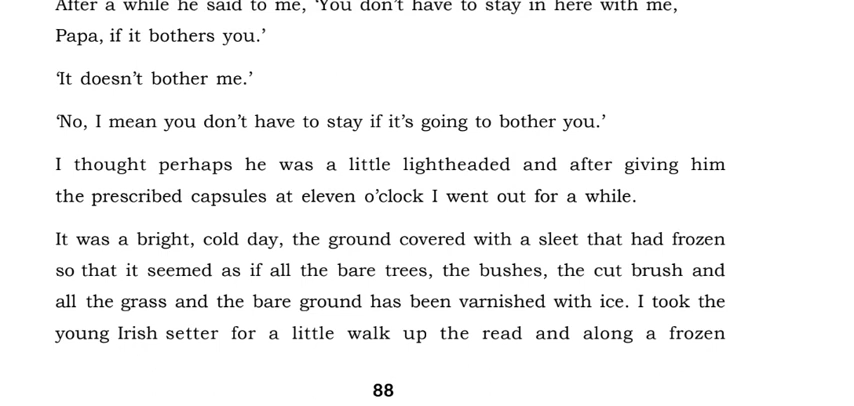 After a while he said to me, ‘You don’t have to stay in here with me,
Papa, if it bothers you.’
‘It doesn’t bother me.’
‘No, I mean you don’t have to stay if it’s going to bother you.’
I thought perhaps he was a little lightheaded and after giving him
the prescribed capsules at eleven o’clock I went out for a while.
It was a bright, cold day, the ground covered with a sleet that had frozen
so that it seemed as if all the bare trees, the bushes, the cut brush and
all the grass and the bare ground has been varnished with ice. I took the
young Irish setter for a little walk up the read and along a frozen
88